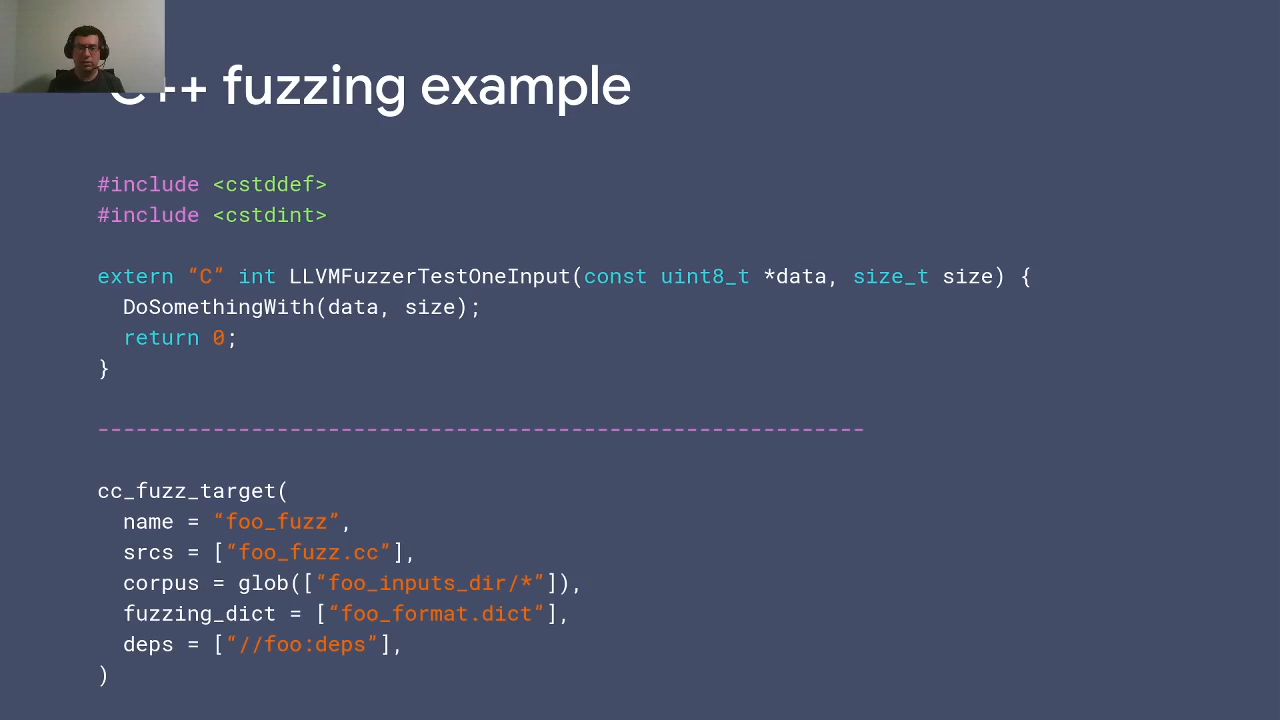 C++ fuzzing example
#include <cstddef>
#include <cstdint>
extern “C” int LLVMFuzzerTestOneInput(const uint8_t *data, size_t size) {
DoSomethingWith(data, size);
return 0;
}
------------------------------------------------------------
cc_fuzz_target(
name = “foo_fuzz”,
srcs = [“foo_fuzz.cc”],
corpus = glob([“foo_inputs_dir/*”]),
fuzzing_dict = [“foo_format.dict”],
deps = [“//foo:deps”],
)